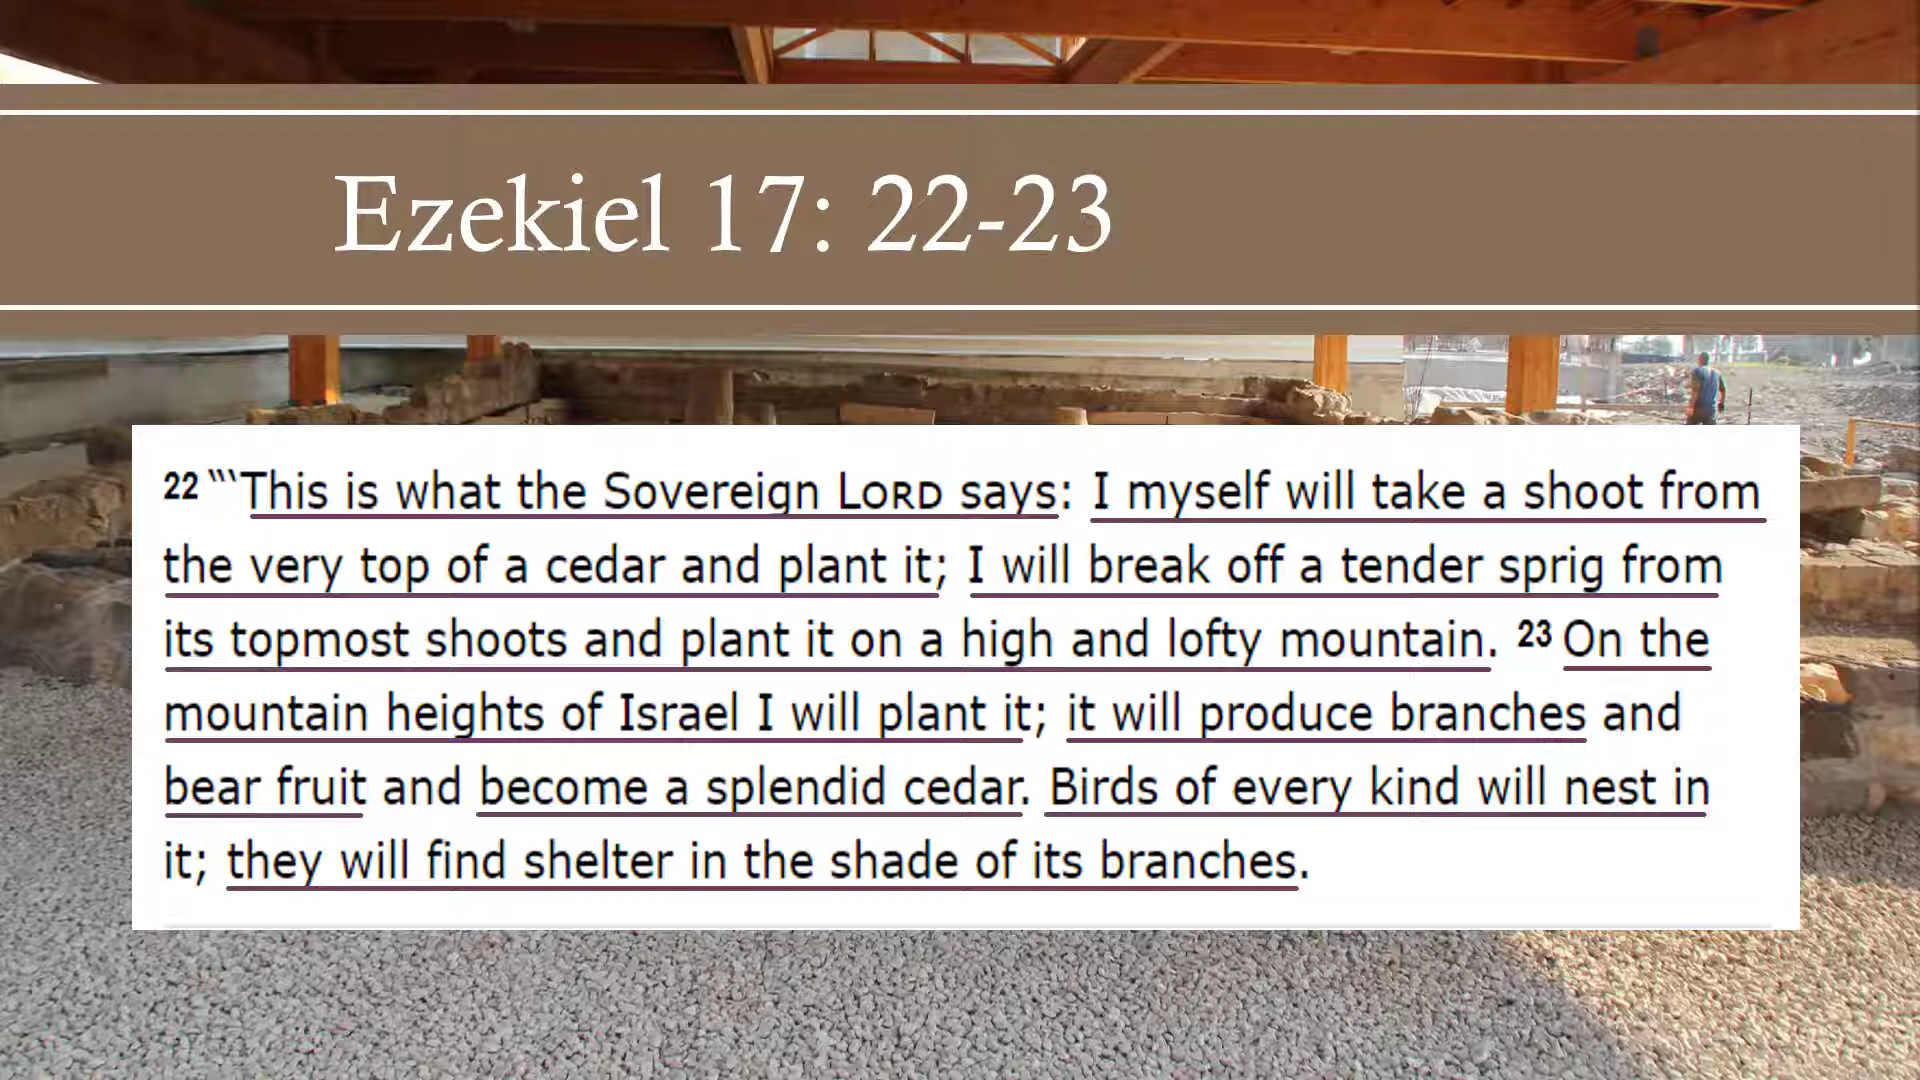 Ezekiel 17: 22-23
22 “‘This is what the Sovereign LORD says: I myself will take a shoot from
the very top of a cedar and plant it; I will break off a tender sprig from
its topmost shoots and plant it on a high and lofty mountain. 23 On the
mountain heights of Israel I will plant it; it will produce branches and
bear fruit and become a splendid cedar. Birds of every kind will nest in
it; they will find shelter in the shade of its branches.